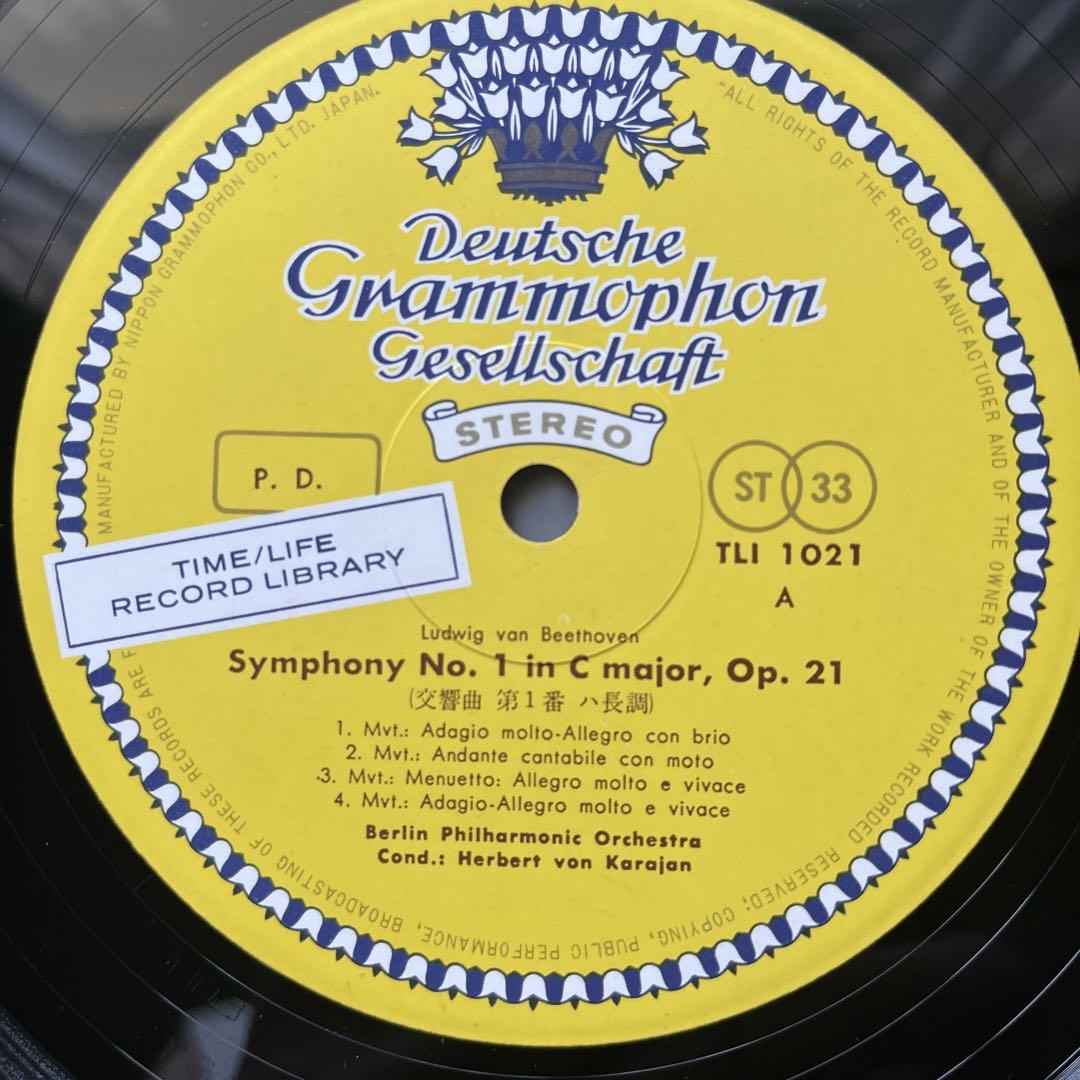 Deutsche
Grammophon
Gesellschaft
STEREO
P. D.
ST 33
TLI 1021
A
TIME/LIFE
RECORD LIBRARY
Ludwig van Beethoven
Symphony No. 1 in C major, Op. 21
(交響曲 第1番 ハ長調)
1. Mvt.: Adagio molto-Allegro con brio
2. Mvt.: Andante cantabile con moto
3. Mvt.: Menuetto: Allegro molto e vivace
4. Mvt.: Adagio-Allegro molto e vivace
Berlin Philharmonic Orchestra
Cond.: Herbert von Karajan
"ALL RIGHTS OF THE RECORD MANUFACTURER AND OF THE OWNER OF THE WORK RECORDED RESERVED; COPYING, PUBLIC PERFORMANCE, BROADCASTING OF THESE RECORDS ARE
MANUFACTURED BY NIPPON GRAMMOPHON CO., LTD. JAPAN.